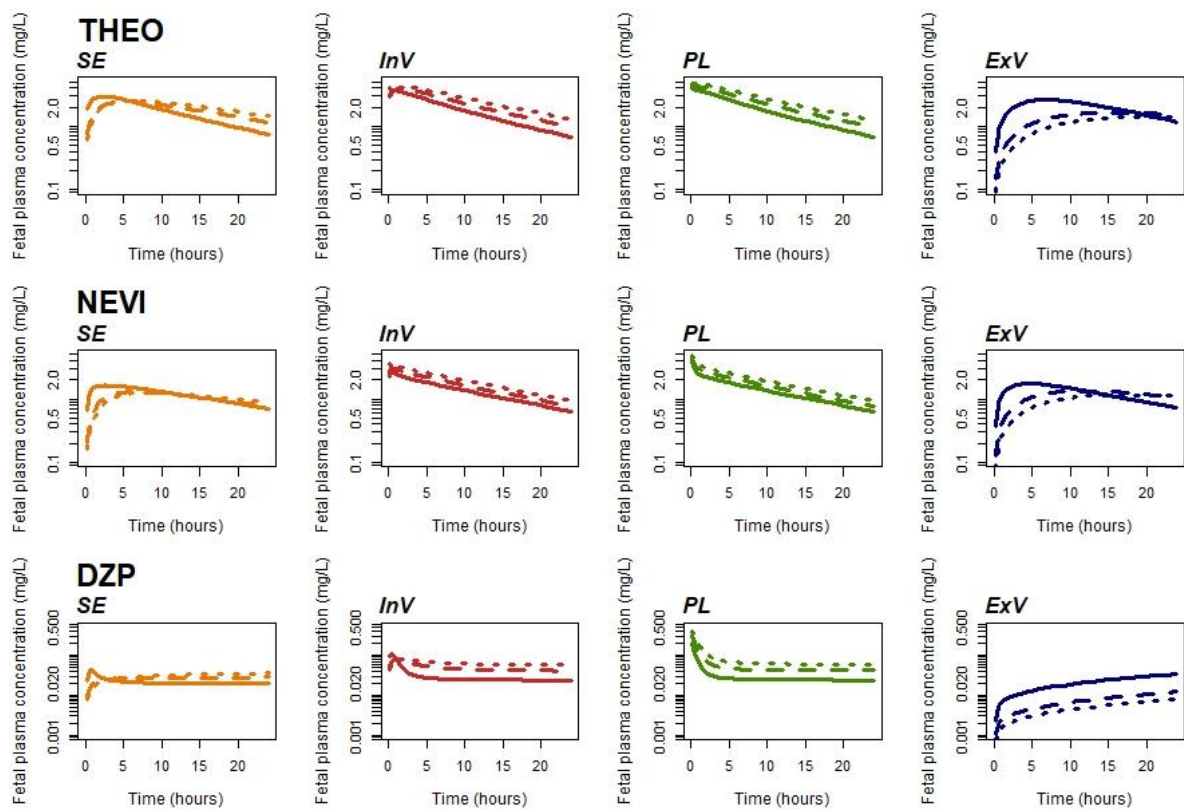 THEO
SE
InV
PL
ExV
Fetal plasma concentration (mg/L)
2.0
0.5
0.1
0 5 10 15 20
Time (hours)
Fetal plasma concentration (mg/L)
2.0
0.5
0.1
0 5 10 15 20
Time (hours)
Fetal plasma concentration (mg/L)
2.0
0.5
0.1
0 5 10 15 20
Time (hours)
Fetal plasma concentration (mg/L)
2.0
0.5
0.1
0 5 10 15 20
Time (hours)
NEVI
SE
InV
PL
ExV
Fetal plasma concentration (mg/L)
2.0
0.5
0.1
0 5 10 15 20
Time (hours)
Fetal plasma concentration (mg/L)
2.0
0.5
0.1
0 5 10 15 20
Time (hours)
Fetal plasma concentration (mg/L)
2.0
0.5
0.1
0 5 10 15 20
Time (hours)
Fetal plasma concentration (mg/L)
2.0
0.5
0.1
0 5 10 15 20
Time (hours)
DZP
SE
InV
PL
ExV
Fetal plasma concentration (mg/L)
0.500
0.020
0.001
0 5 10 15 20
Time (hours)
Fetal plasma concentration (mg/L)
0.500
0.020
0.001
0 5 10 15 20
Time (hours)
Fetal plasma concentration (mg/L)
0.500
0.020
0.001
0 5 10 15 20
Time (hours)
Fetal plasma concentration (mg/L)
0.500
0.020
0.001
0 5 10 15 20
Time (hours)